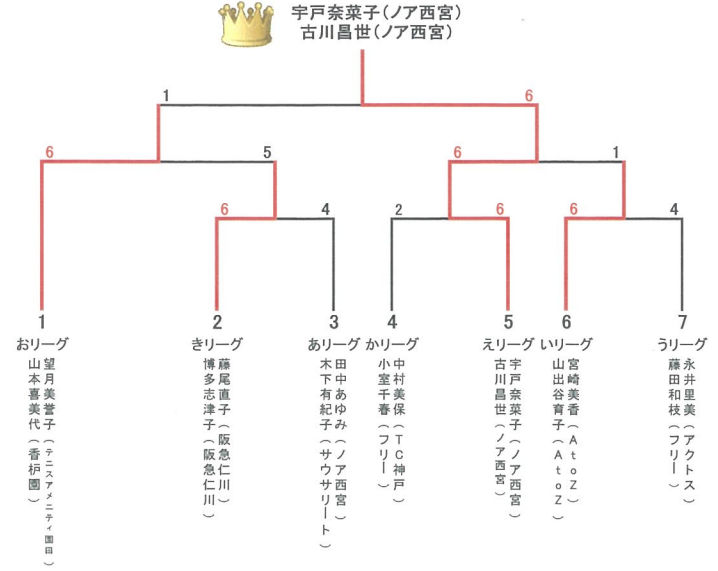 宇戸奈菜子(ノア西宮)
古川昌世(ノア西宮)
1
6
6
5
6
1
6
4
2
6
6
4
1
2
3
4
5
6
7
おリーグ
きリーグ
あリーグ
かリーグ
えリーグ
いリーグ
うリーグ
望月美誉子(テニスアメニティ園田)
山本喜美代(香枦園)
藤尾直子(阪急仁川)
博多志津子(阪急仁川)
田中あゆみ(ノア西宮)
木下有紀子(サウサリート)
中村美保(TC神戸)
小室千春(フリー)
宇戸奈菜子(ノア西宮)
古川昌世(ノア西宮)
宮崎美香(AtoZ)
山出谷育子(AtoZ)
永井里美(アクトス)
藤田和枝(フリー)